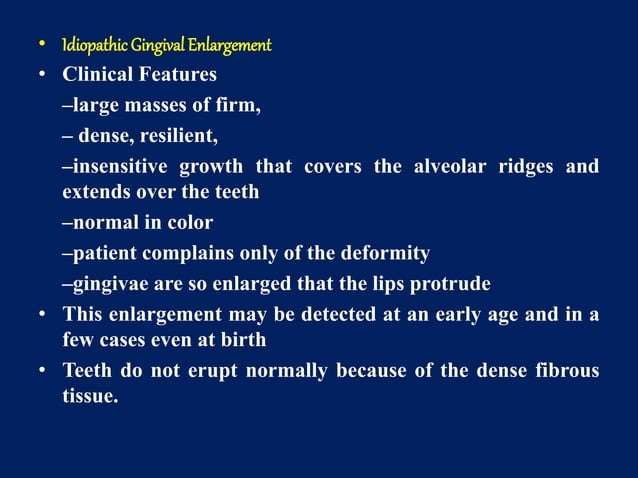 • Idiopathic Gingival Enlargement
• Clinical Features
–large masses of firm,
– dense, resilient,
–insensitive growth that covers the alveolar ridges and
extends over the teeth
–normal in color
–patient complains only of the deformity
–gingivae are so enlarged that the lips protrude
• This enlargement may be detected at an early age and in a
few cases even at birth
• Teeth do not erupt normally because of the dense fibrous
tissue.